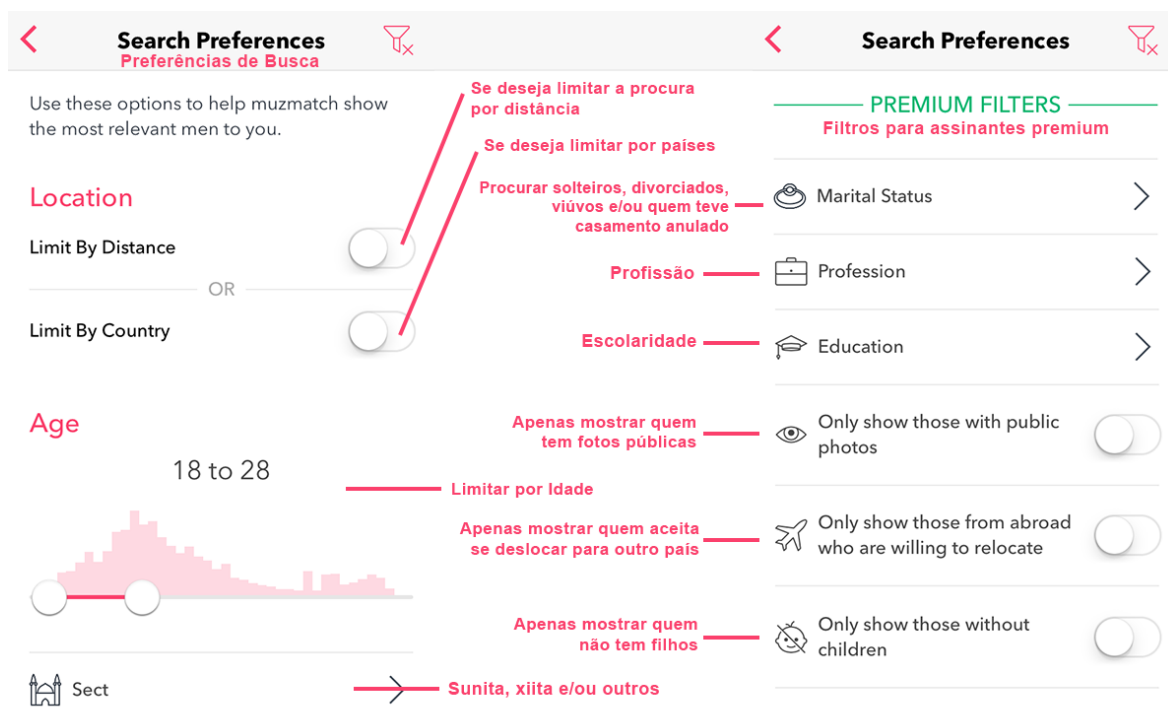 Search Preferences
Preferências de Busca
Use these options to help muzmatch show
the most relevant men to you.
Location
Limit By Distance
OR
Limit By Country
Age
18 to 28
Sect
Se deseja limitar a procura
por distância
Se deseja limitar por países
Procurar solteiros, divorciados,
viúvos e/ou quem teve
casamento anulado
Profissão
Escolaridade
Apenas mostrar quem
tem fotos públicas
Limitar por Idade
Apenas mostrar quem aceita
se deslocar para outro país
Apenas mostrar quem
não tem filhos
Sunita, xiita e/ou outros
Search Preferences
PREMIUM FILTERS
Filtros para assinantes premium
Marital Status
Profession
Education
Only show those with public
photos
Only show those from abroad
who are willing to relocate
Only show those without
children